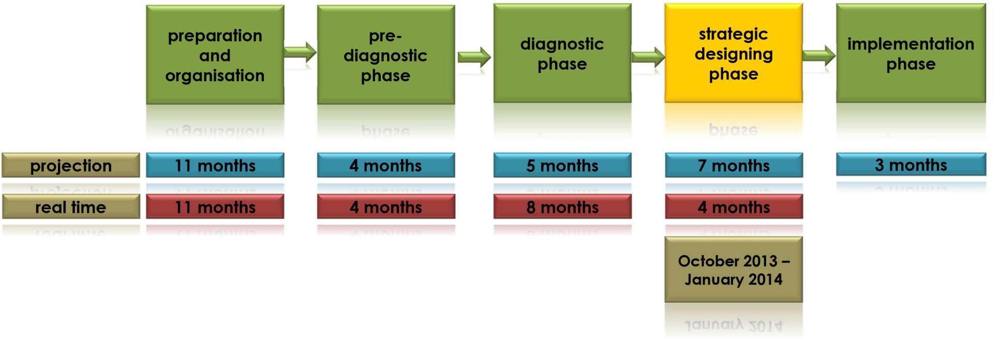 preparation
and
organisation
pre-
diagnostic
phase
diagnostic
phase
strategic
designing
phase
implementation
phase
projection
11 months
4 months
5 months
7 months
3 months
real time
11 months
4 months
8 months
4 months
October 2013 –
January 2014